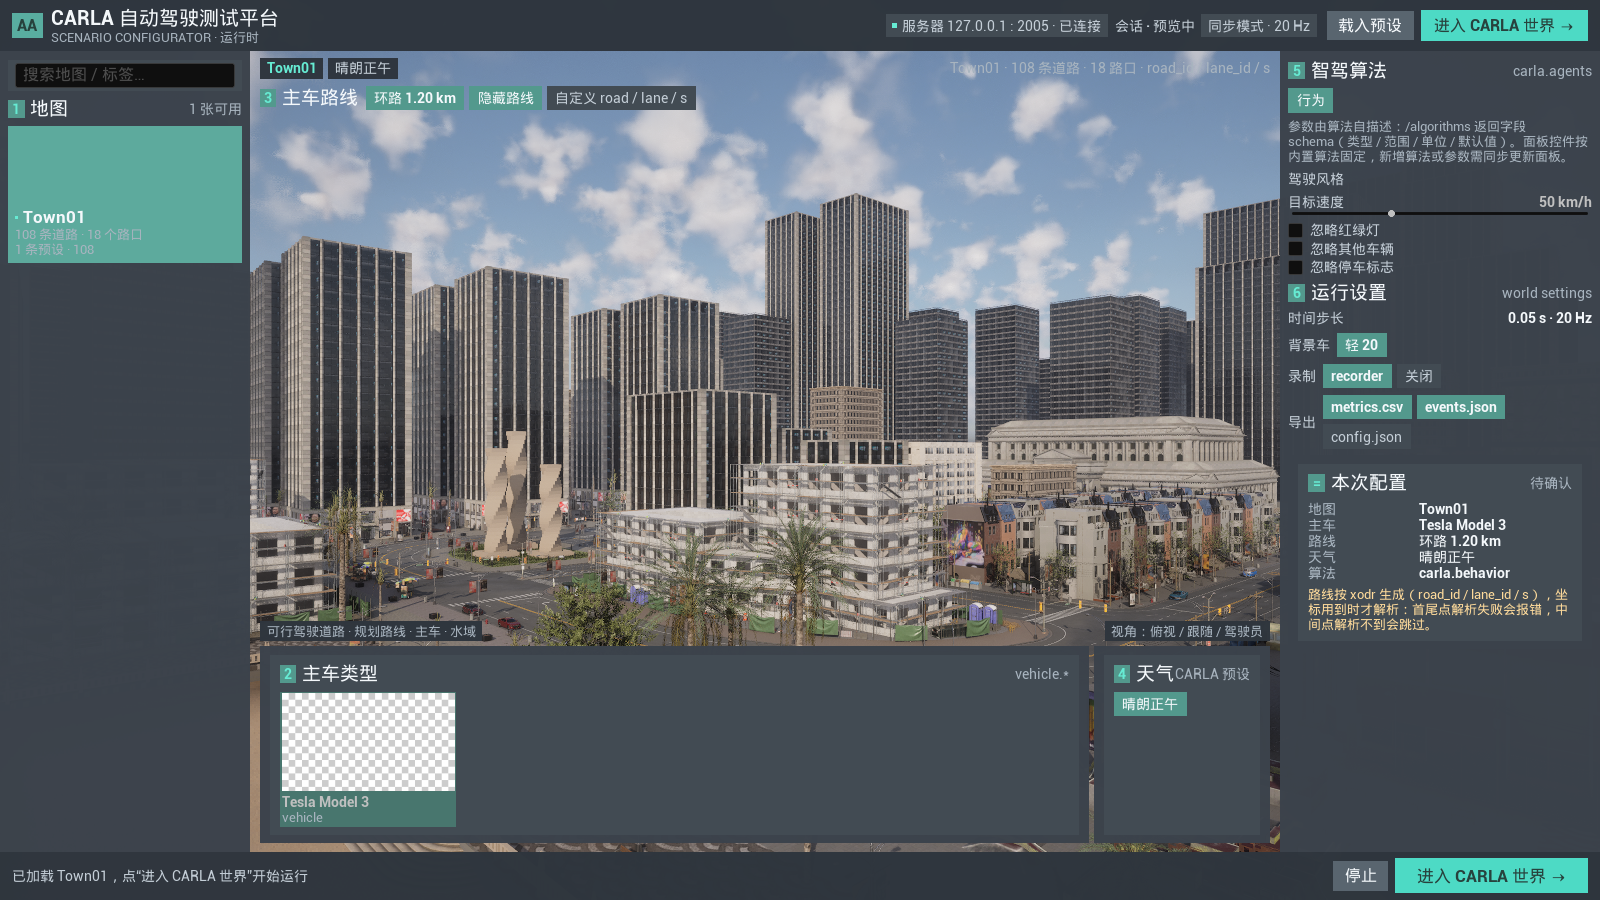 AA
CARLA 自动驾驶测试平台
SCENARIO CONFIGURATOR · 运行时
服务器 127.0.0.1 : 2005 · 已连接
会话 · 预览中
同步模式 · 20 Hz
载入预设
进入 CARLA 世界 →
搜索地图 / 标签...
1 地图
1 张可用
Town01
108 条道路 · 18 个路口
1 条预设 · 108
Town01
晴朗正午
Town01 · 108 条道路 · 18 路口 · road_id / lane_id / s
3 主车路线
环路 1.20 km
隐藏路线
自定义 road / lane / s
可行驾驶道路 · 规划路线 · 主车 · 水域
视角：俯视 / 跟随 / 驾驶员
2 主车类型
vehicle.*
Tesla Model 3
vehicle
4 天气
CARLA 预设
晴朗正午
5 智驾算法
carla.agents
行为
参数由算法自描述：/algorithms 返回字段
schema（类型 / 范围 / 单位 / 默认值）。面板控件按
内置算法固定，新增算法或参数需同步更新面板。
驾驶风格
目标速度
50 km/h
忽略红绿灯
忽略其他车辆
忽略停车标志
6 运行设置
world settings
时间步长
0.05 s · 20 Hz
背景车
轻 20
录制
recorder
关闭
导出
metrics.csv
events.json
config.json
= 本次配置
待确认
地图 Town01
主车 Tesla Model 3
路线 环路 1.20 km
天气 晴朗正午
算法 carla.behavior
路线按 xodr 生成（road_id / lane_id / s），坐
标用到时才解析：首尾点解析失败会报错，中
间点解析不到会跳过。
已加载 Town01，点“进入 CARLA 世界”开始运行
停止
进入 CARLA 世界 →